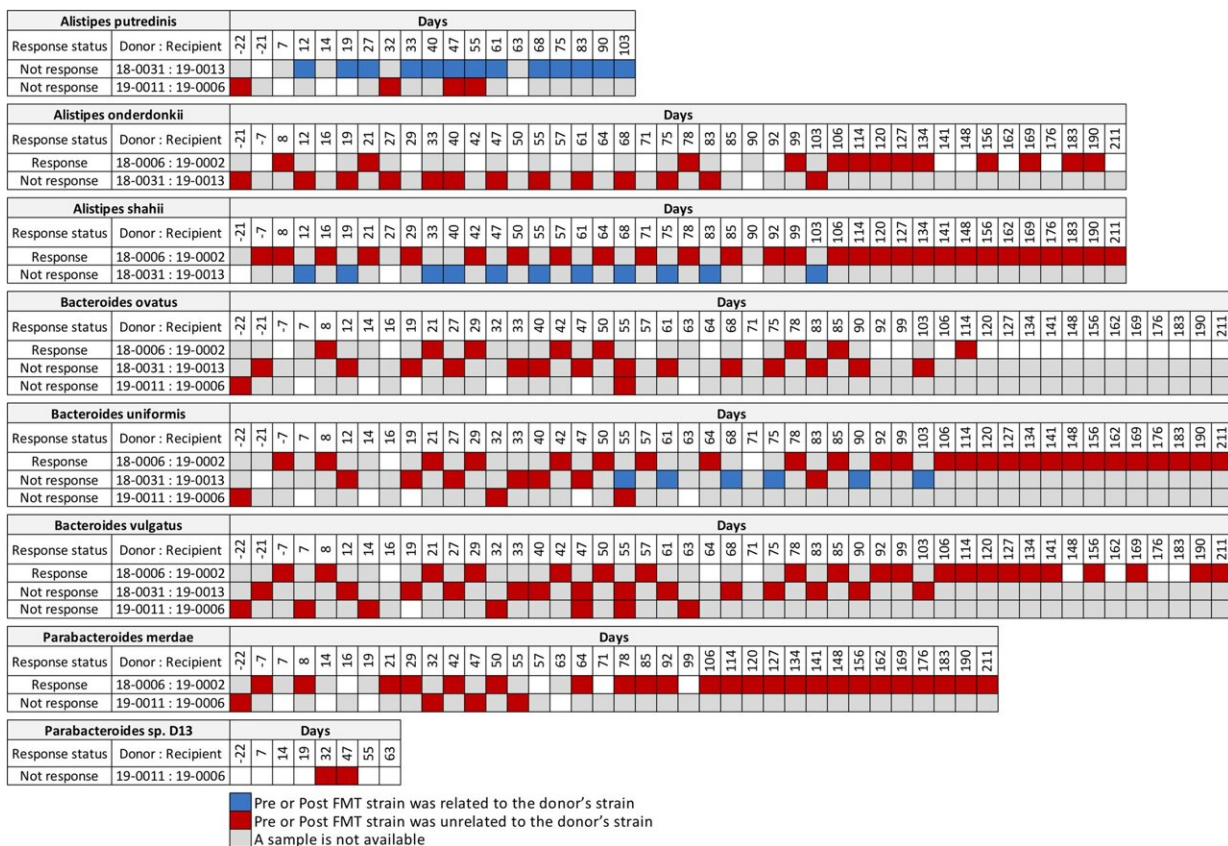 Alistipes putredinis Days
Response status Donor : Recipient -22 -21 7 12 14 19 27 32 33 40 47 55 61 63 68 75 83 90 103
Not response 18-0031 : 19-0013
Not response 19-0011 : 19-0006
Alistipes onderdonkii Days
Response status Donor : Recipient -21 -7 8 12 16 19 21 27 29 33 40 42 47 50 55 57 61 64 68 71 75 78 83 85 90 92 99 103 106 114 120 127 134 141 148 156 162 169 176 183 190 211
Response 18-0006 : 19-0002
Not response 18-0031 : 19-0013
Alistipes shahii Days
Response status Donor : Recipient -21 -7 8 12 16 19 21 27 29 33 40 42 47 50 55 57 61 64 68 71 75 78 83 85 90 92 99 103 106 114 120 127 134 141 148 156 162 169 176 183 190 211
Response 18-0006 : 19-0002
Not response 18-0031 : 19-0013
Bacteroides ovatus Days
Response status Donor : Recipient -22 -21 -7 7 8 12 14 16 19 21 27 29 32 33 40 42 47 50 55 57 61 63 64 68 71 75 78 83 85 90 92 99 103 106 114 120 127 134 141 148 156 162 169 176 183 190 211
Response 18-0006 : 19-0002
Not response 18-0031 : 19-0013
Not response 19-0011 : 19-0006
Bacteroides uniformis Days
Response status Donor : Recipient -22 -21 -7 7 8 12 14 16 19 21 27 29 32 33 40 42 47 50 55 57 61 63 64 68 71 75 78 83 85 90 92 99 103 106 114 120 127 134 141 148 156 162 169 176 183 190 211
Response 18-0006 : 19-0002
Not response 18-0031 : 19-0013
Not response 19-0011 : 19-0006
Bacteroides vulgatus Days
Response status Donor : Recipient -22 -21 -7 7 8 12 14 16 19 21 27 29 32 33 40 42 47 50 55 57 61 63 64 68 71 75 78 83 85 90 92 99 103 106 114 120 127 134 141 148 156 162 169 176 183 190 211
Response 18-0006 : 19-0002
Not response 18-0031 : 19-0013
Not response 19-0011 : 19-0006
Parabacteroides merdae Days
Response status Donor : Recipient -22 -7 7 8 14 16 19 21 29 32 42 47 50 55 57 63 64 71 78 85 92 99 106 114 120 127 134 141 148 156 162 169 176 183 190 211
Response 18-0006 : 19-0002
Not response 19-0011 : 19-0006
Parabacteroides sp. D13 Days
Response status Donor : Recipient -22 7 14 19 32 47 55 63
Not response 19-0011 : 19-0006
Pre or Post FMT strain was related to the donor's strain
Pre or Post FMT strain was unrelated to the donor's strain
A sample is not available